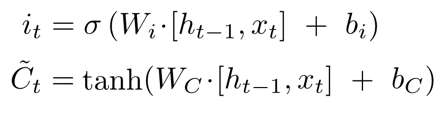 i_t = σ (W_i·[h_{t−1}, x_t] + b_i)
C̃_t = tanh(W_C·[h_{t−1}, x_t] + b_C)